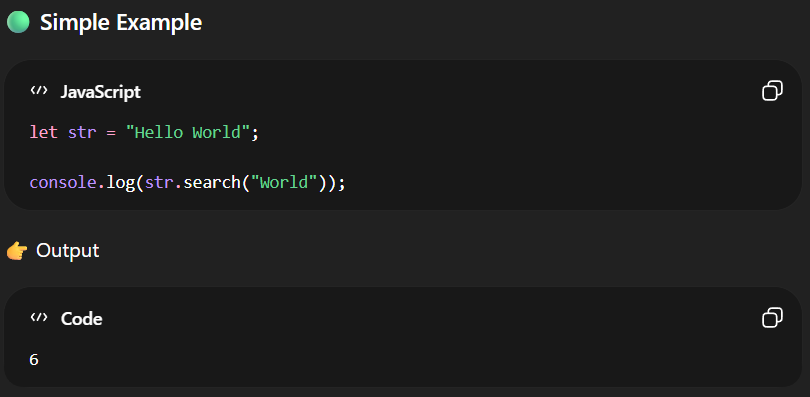 Simple Example
JavaScript
let str = "Hello World";
console.log(str.search("World"));
Output
Code
6